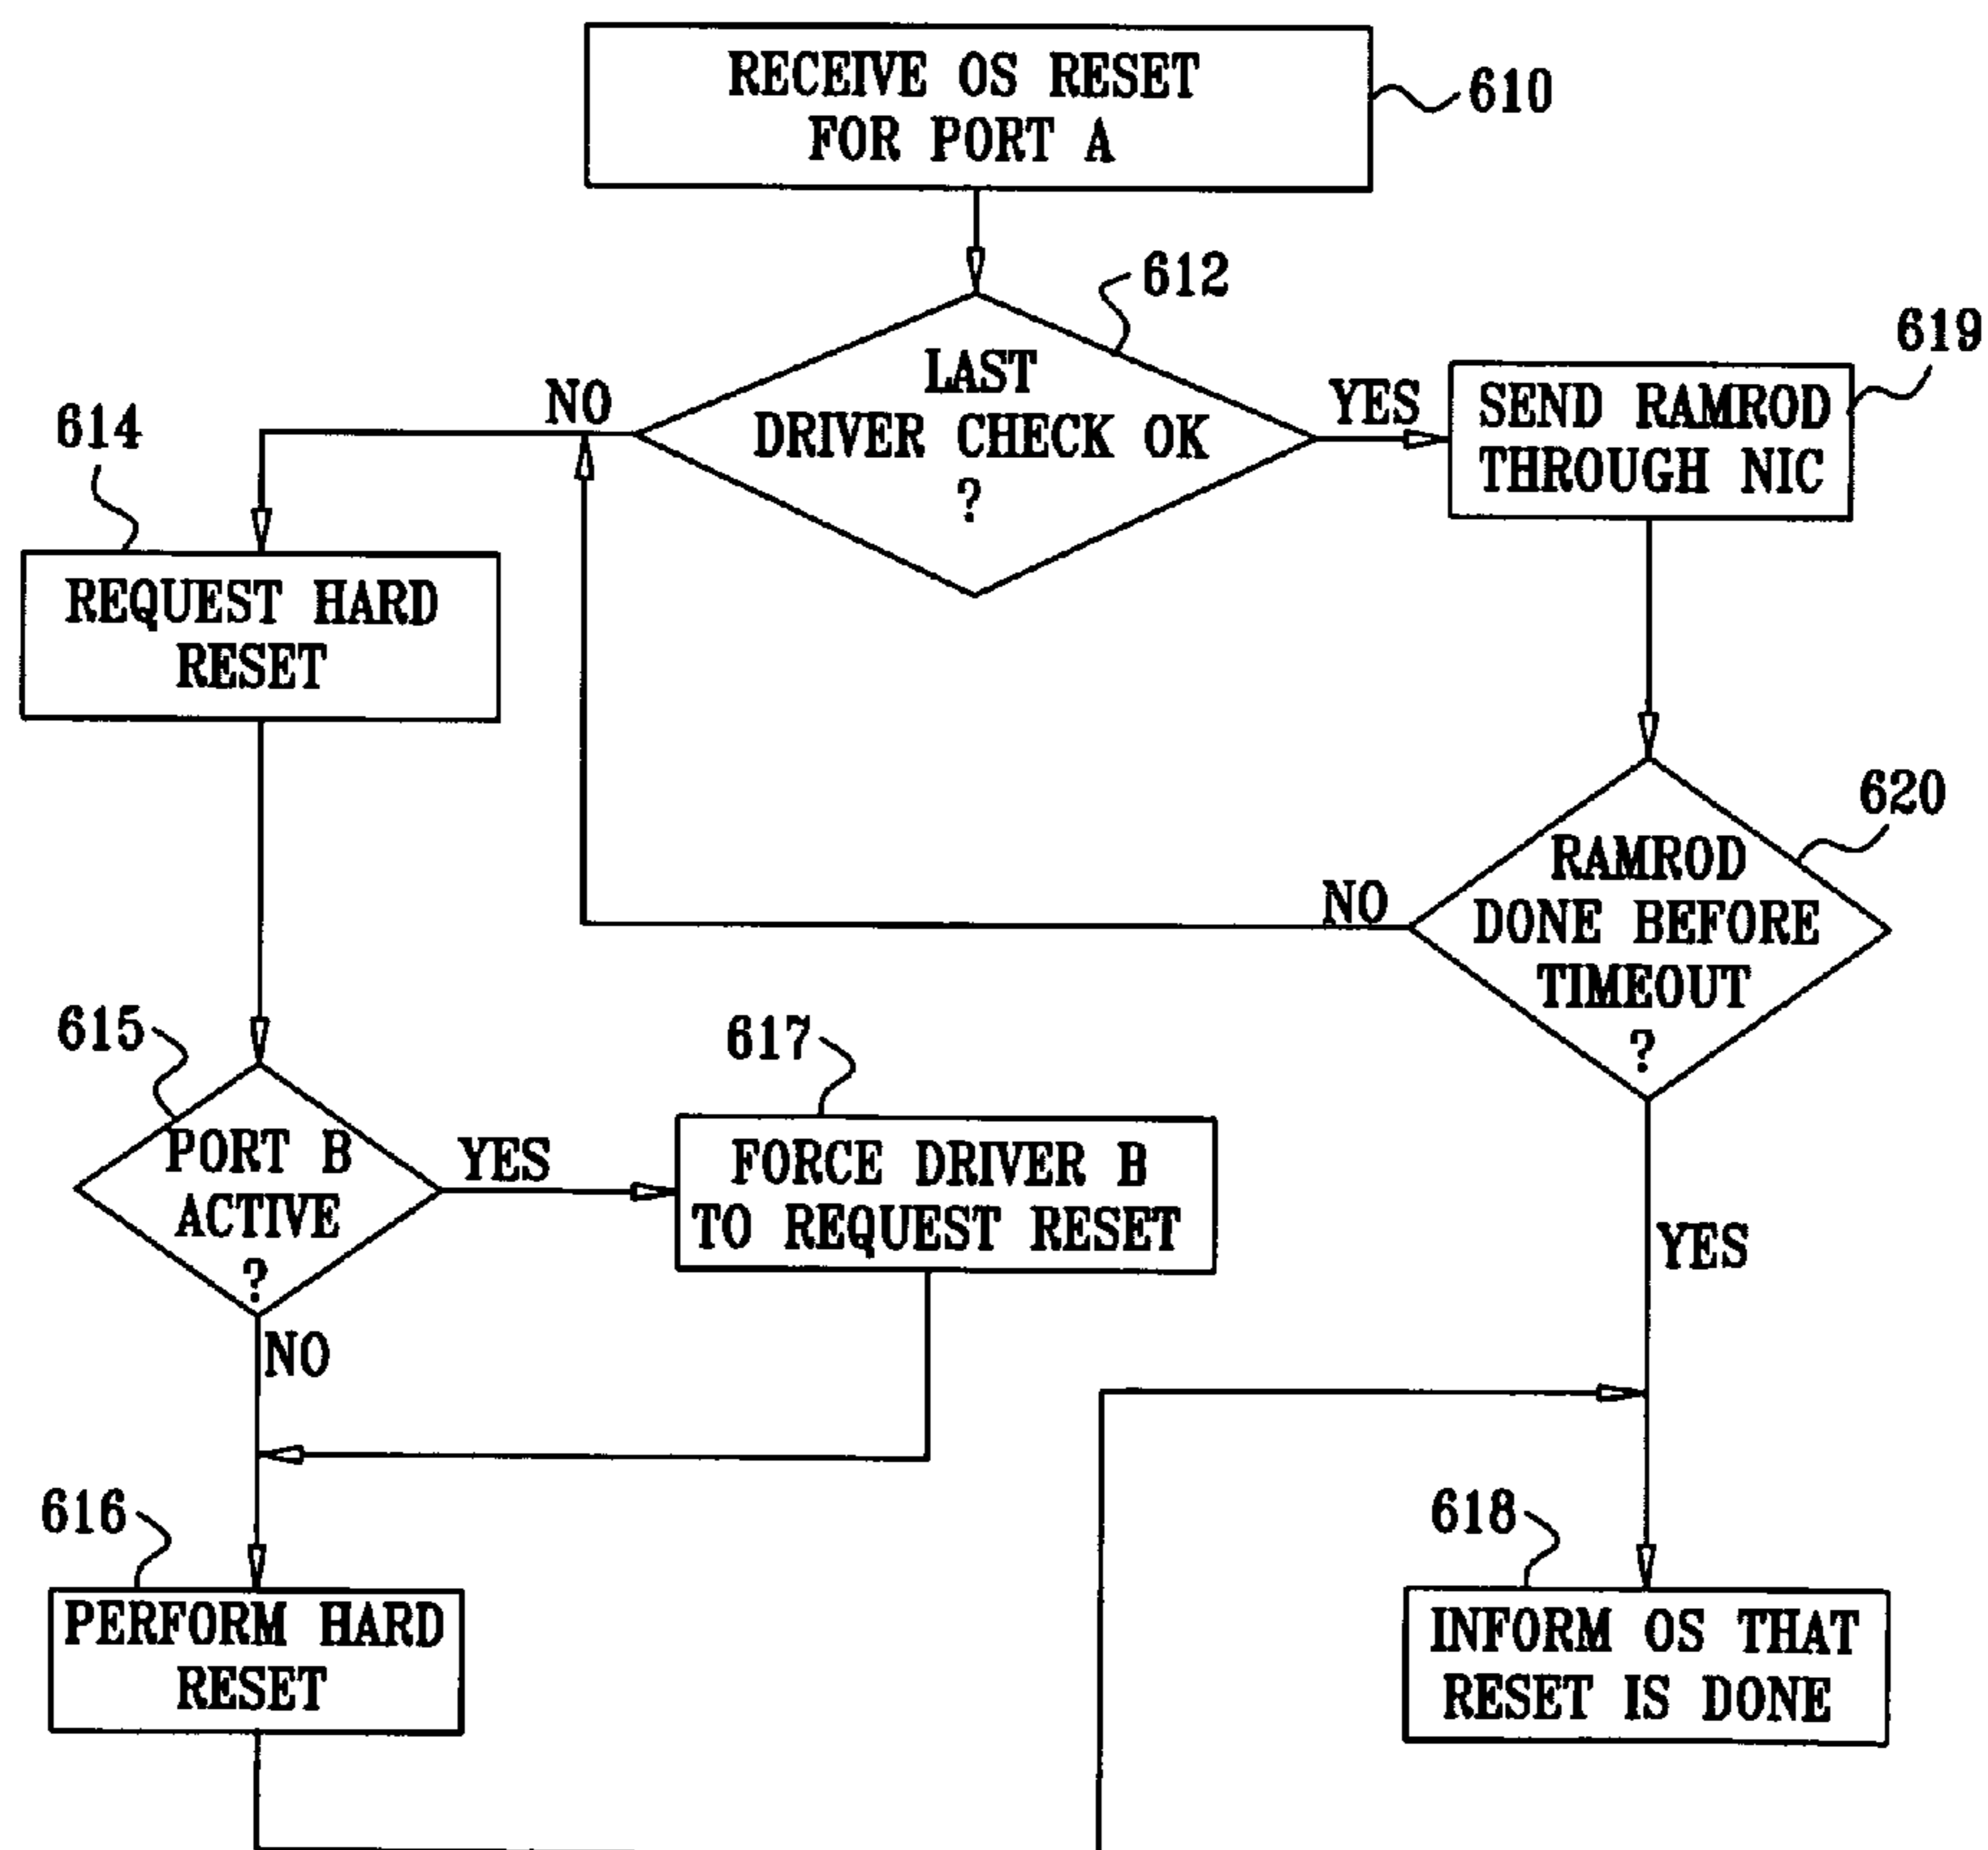 RECEIVE OS RESET
FOR PORT A
610
612
LAST
DRIVER CHECK OK
?
NO
YES
619
SEND RAMROD
THROUGH NIC
614
REQUEST HARD
RESET
620
RAMROD
DONE BEFORE
TIMEOUT
?
NO
YES
615
PORT B
ACTIVE
?
YES
NO
617
FORCE DRIVER B
TO REQUEST RESET
616
PERFORM HARD
RESET
618
INFORM OS THAT
RESET IS DONE